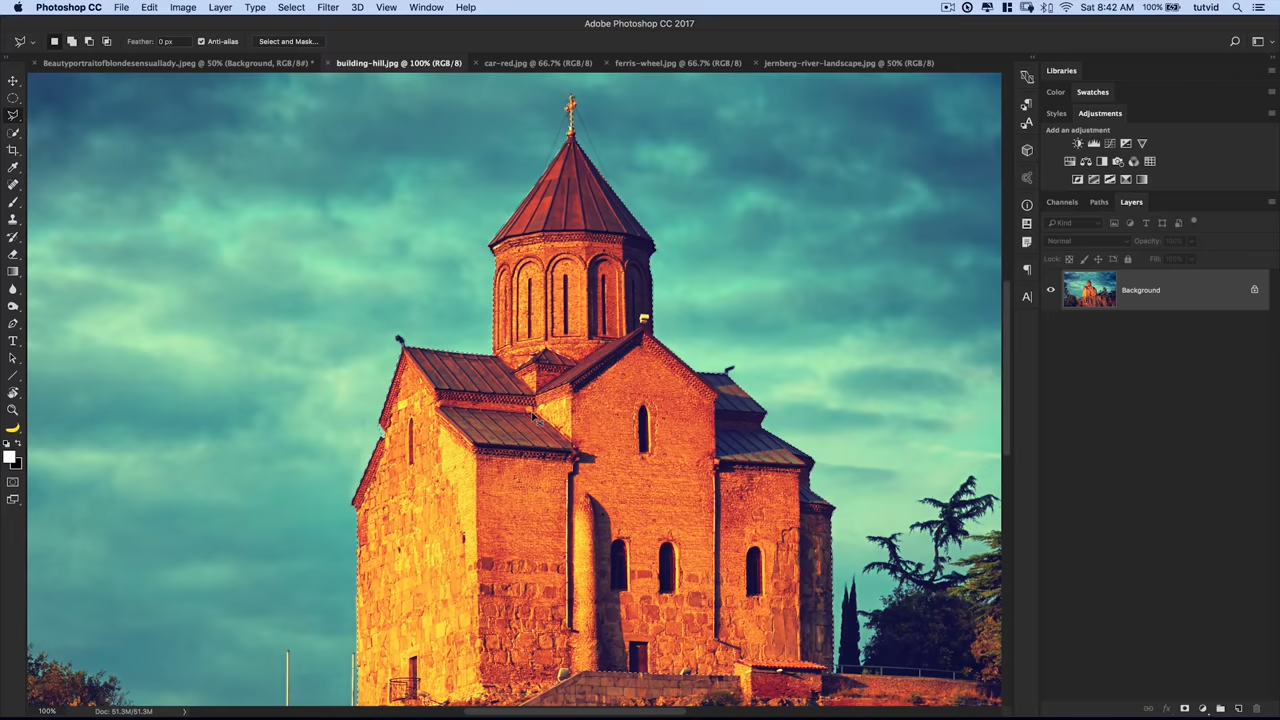 Photoshop CC File Edit Image Layer Type Select Filter 3D View Window Help 100% Sat 8:42 AM tutvid
Adobe Photoshop CC 2017
Feather: 0 px Anti-alias Select and Mask...
Beautyportraitofblondesensuallady..jpeg @ 50% (Background, RGB/8#) * building-hill.jpg @ 100% (RGB/8) car-red.jpg @ 66.7% (RGB/8) ferris-wheel.jpg @ 66.7% (RGB/8) jernberg-river-landscape.jpg @ 50% (RGB/8)
Libraries
Color Swatches
Styles Adjustments
Add an adjustment
Channels Paths Layers
Kind
Normal Opacity: 100%
Lock: Fill: 100%
Background
100% Doc: 51.3M/51.3M